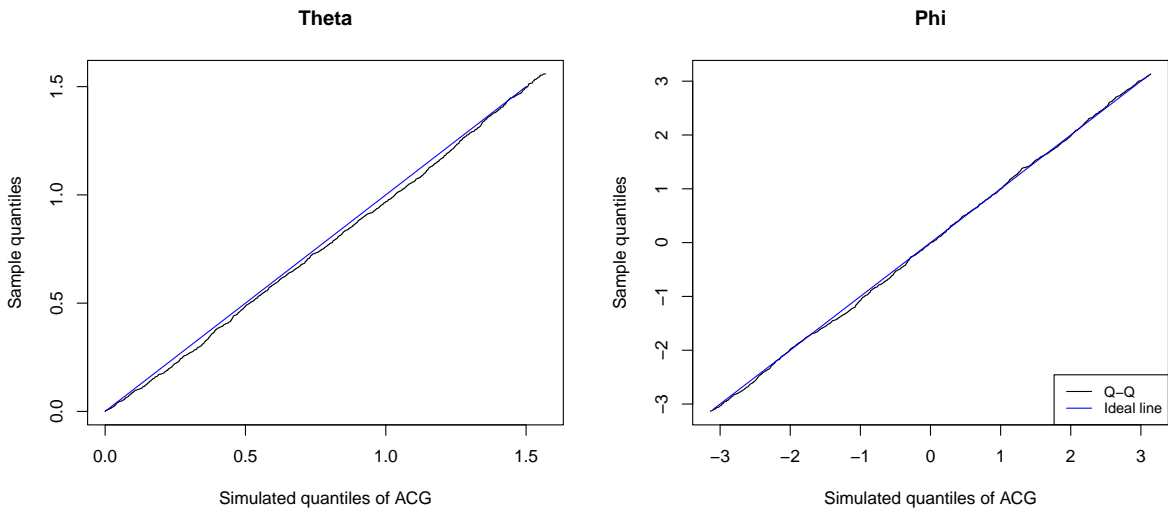 Theta
Sample quantiles
0.0 0.5 1.0 1.5
0.0 0.5 1.0 1.5
Simulated quantiles of ACG
Phi
Sample quantiles
−3 −2 −1 0 1 2 3
−3 −2 −1 0 1 2 3
Simulated quantiles of ACG
Q−Q
Ideal line